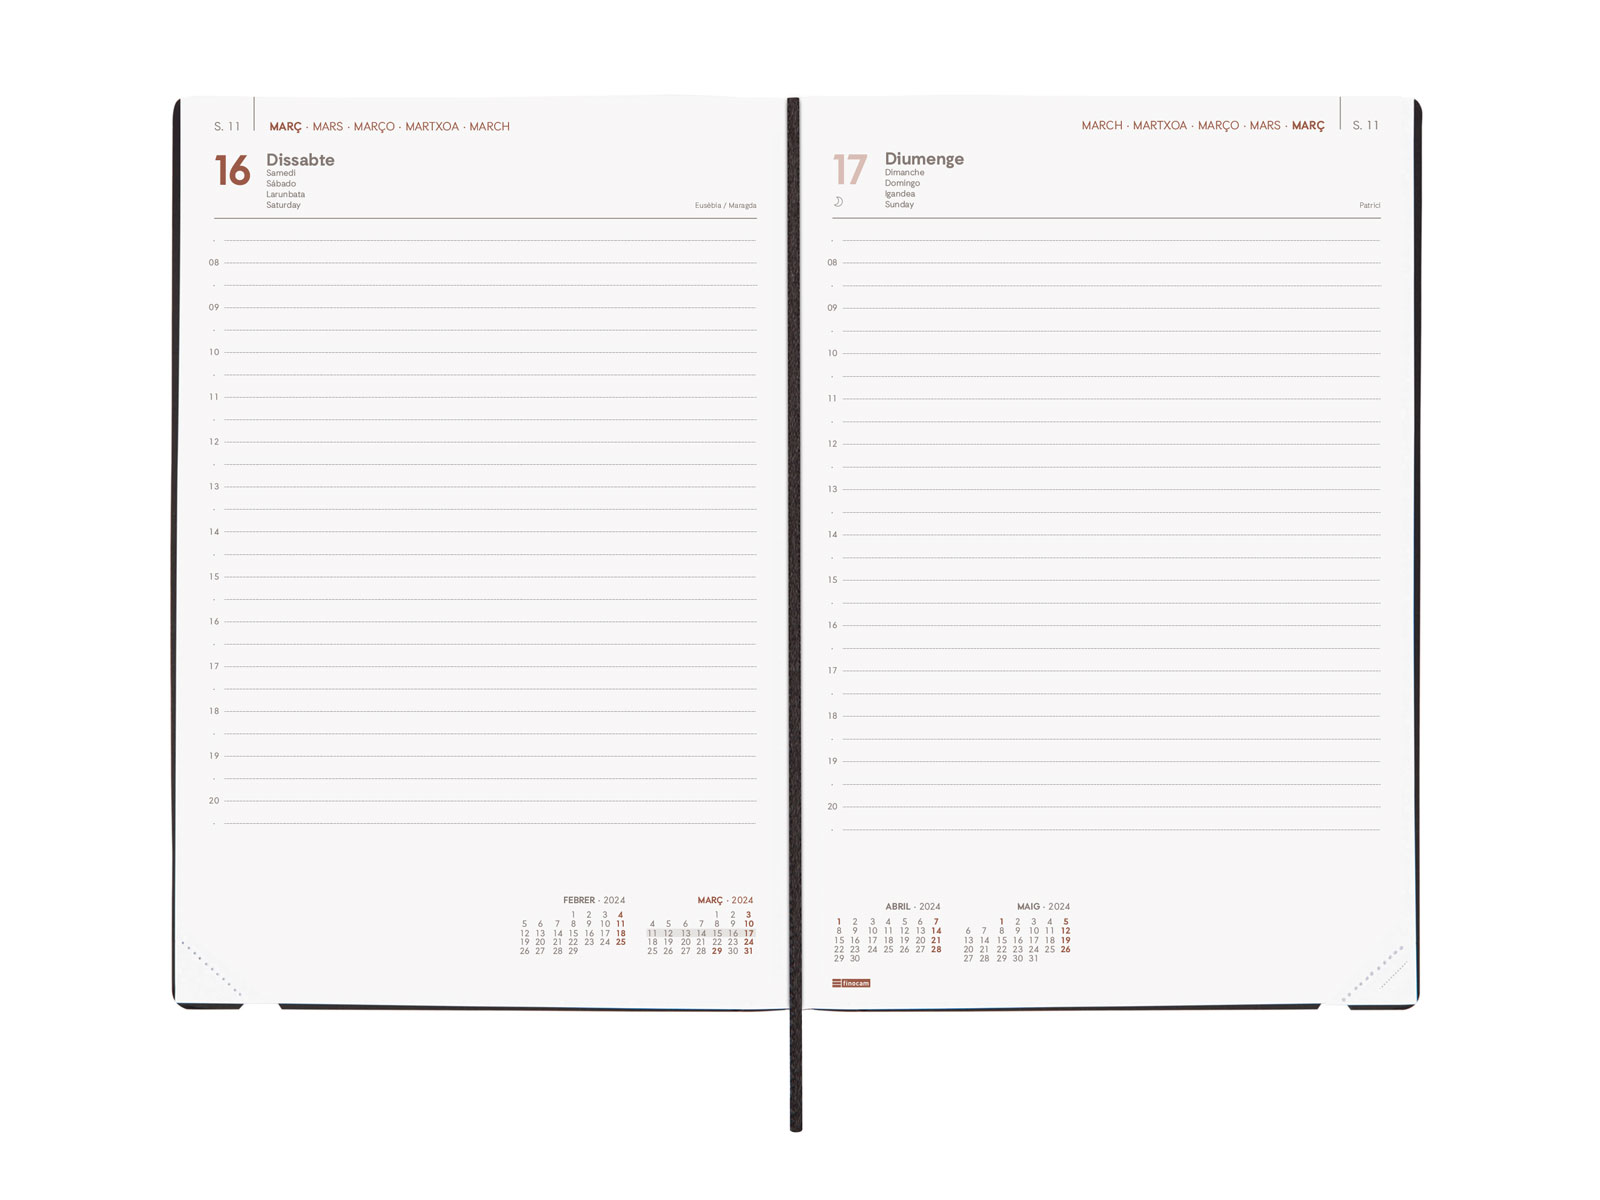 S. 11
MARÇ · MARS · MARÇO · MARTXOA · MARCH
16 Dissabte
Samedi
Sábado
Larunbata
Saturday
Eusèbia / Maragda
08
09
10
11
12
13
14
15
16
17
18
19
20
FEBRER · 2024
1 2 3 4
5 6 7 8 9 10 11
12 13 14 15 16 17 18
19 20 21 22 23 24 25
26 27 28 29
MARÇ · 2024
1 2 3
4 5 6 7 8 9 10
11 12 13 14 15 16 17
18 19 20 21 22 23 24
25 26 27 28 29 30 31
MARCH · MARTXOA · MARÇO · MARS · MARÇ
S. 11
17 Diumenge
Dimanche
Domingo
Igandea
Sunday
Patrici
08
09
10
11
12
13
14
15
16
17
18
19
20
ABRIL · 2024
1 2 3 4 5 6 7
8 9 10 11 12 13 14
15 16 17 18 19 20 21
22 23 24 25 26 27 28
29 30
MAIG · 2024
1 2 3 4 5
6 7 8 9 10 11 12
13 14 15 16 17 18 19
20 21 22 23 24 25 26
27 28 29 30 31
finocam